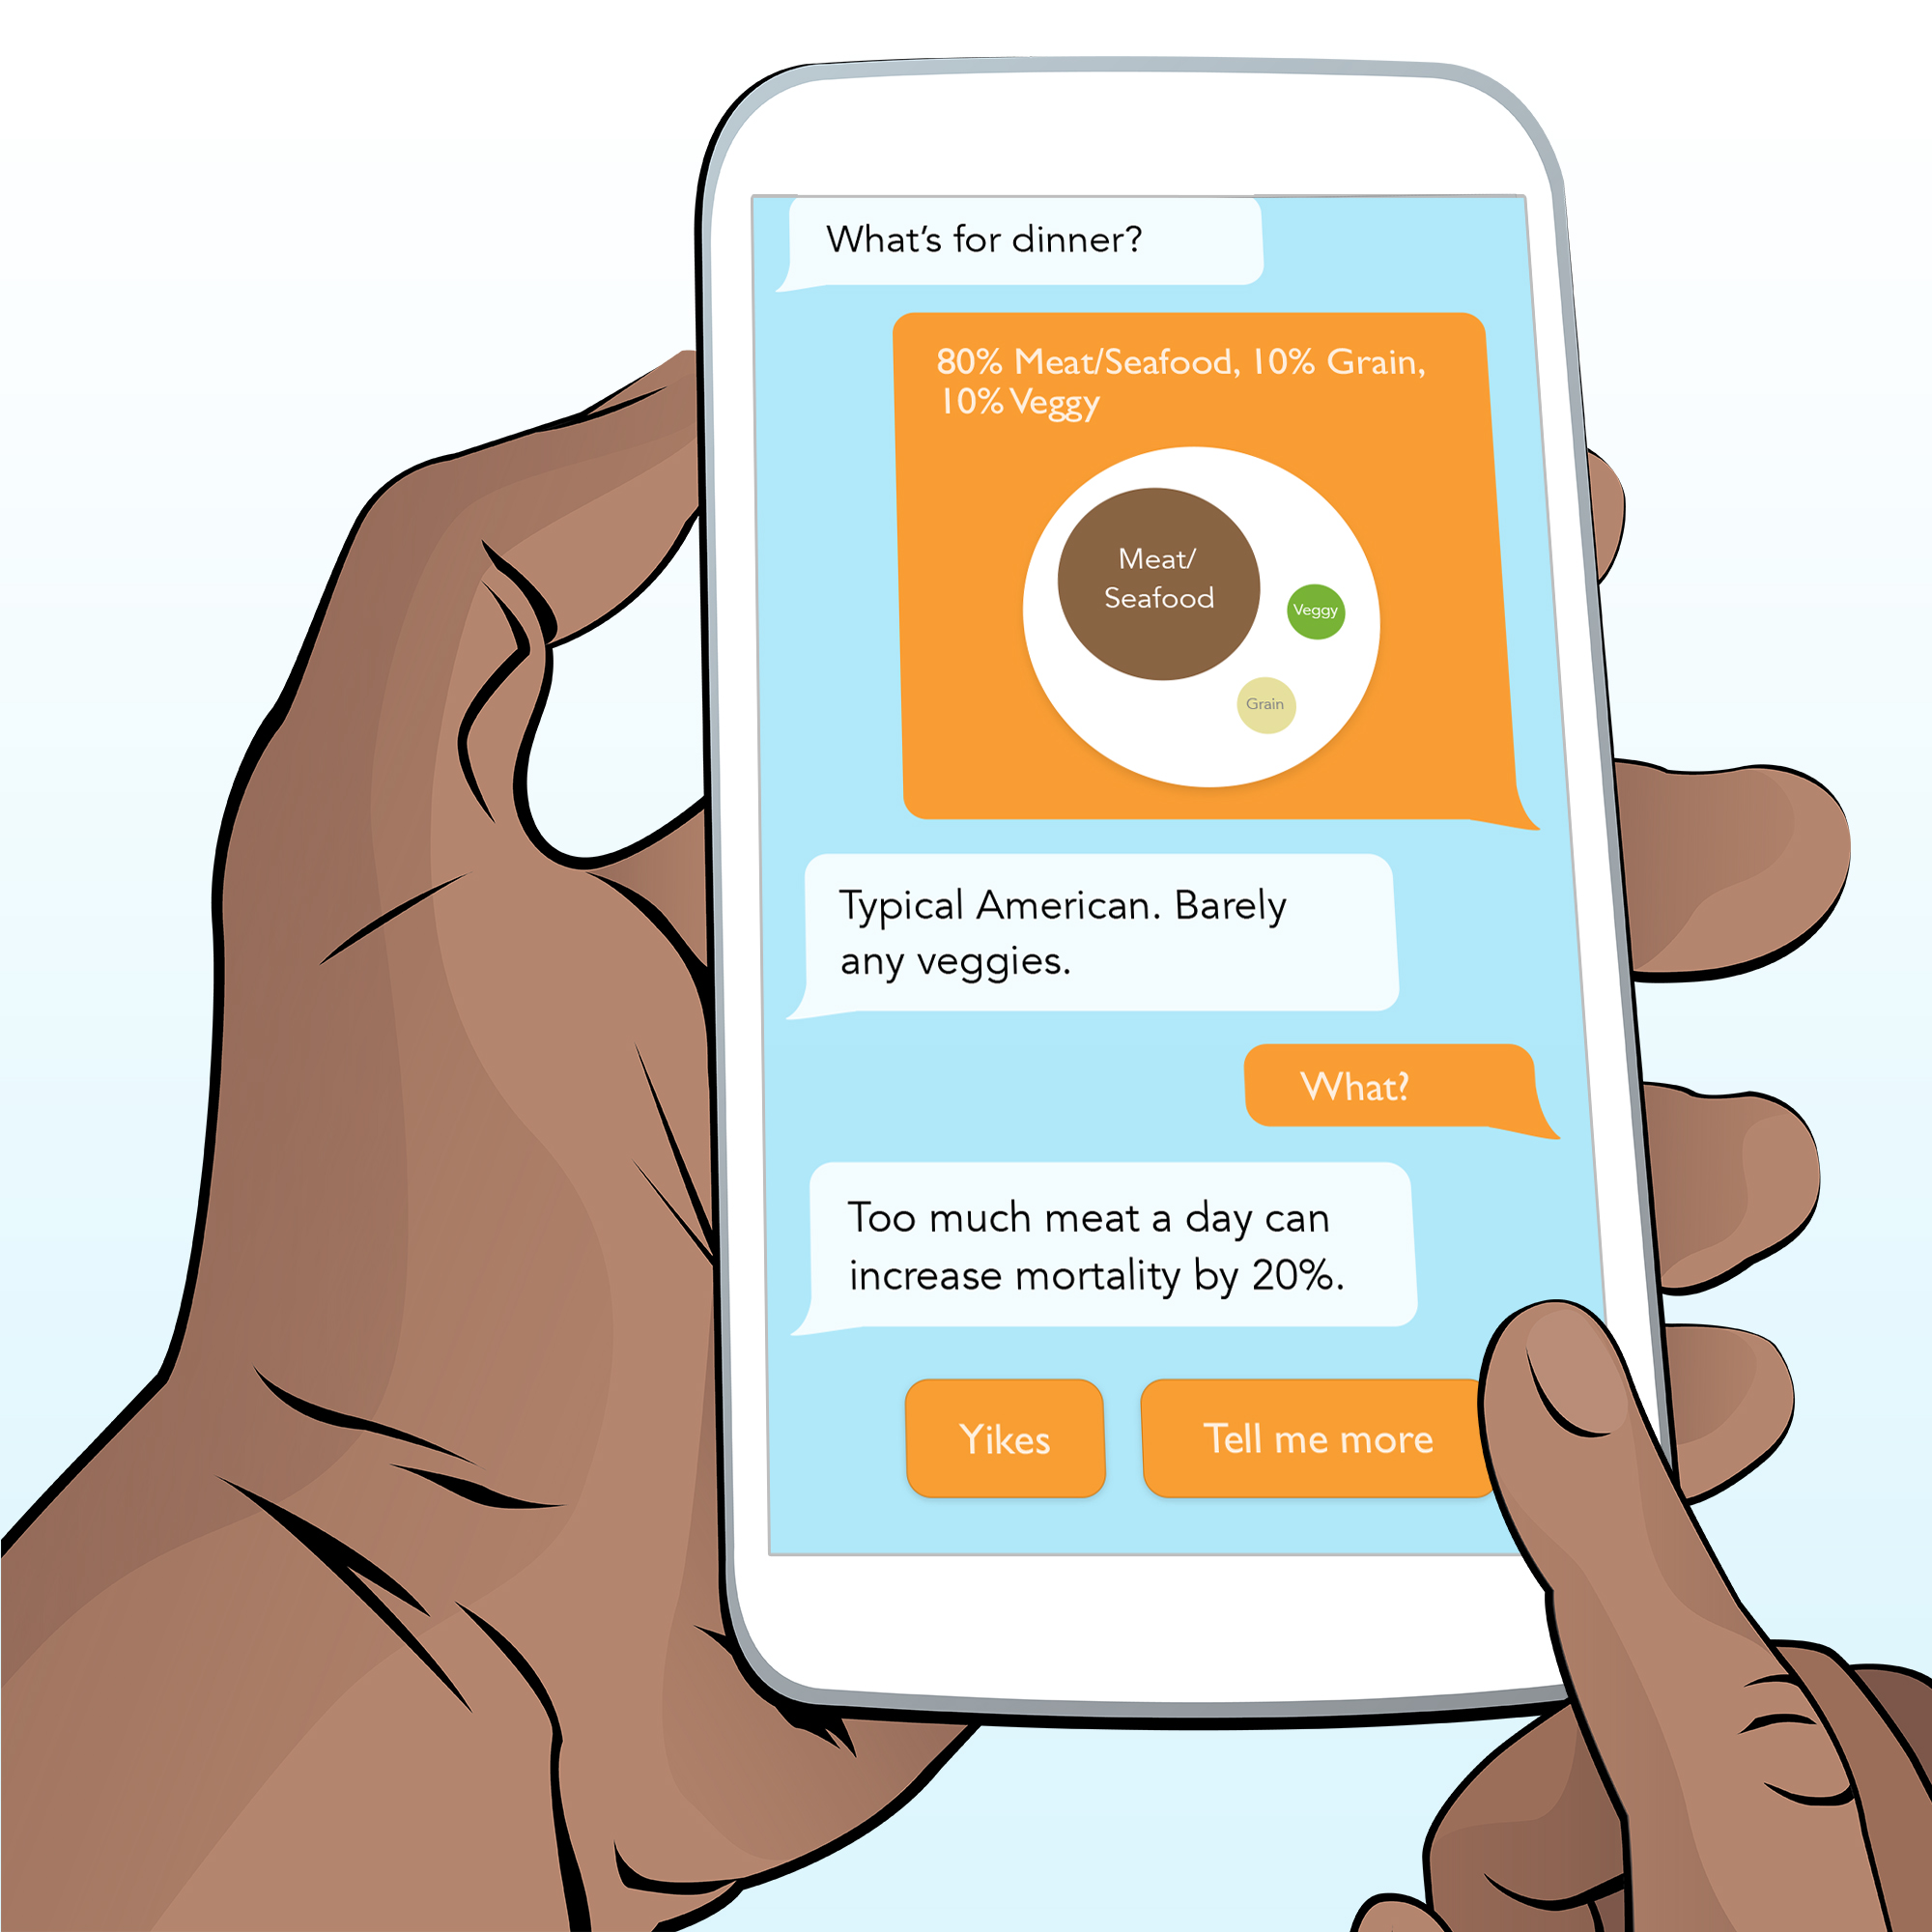 What's for dinner?
80% Meat/Seafood, 10% Grain,
10% Veggy
Meat/
Seafood
Veggy
Grain
Typical American. Barely
any veggies.
What?
Too much meat a day can
increase mortality by 20%.
Yikes
Tell me more